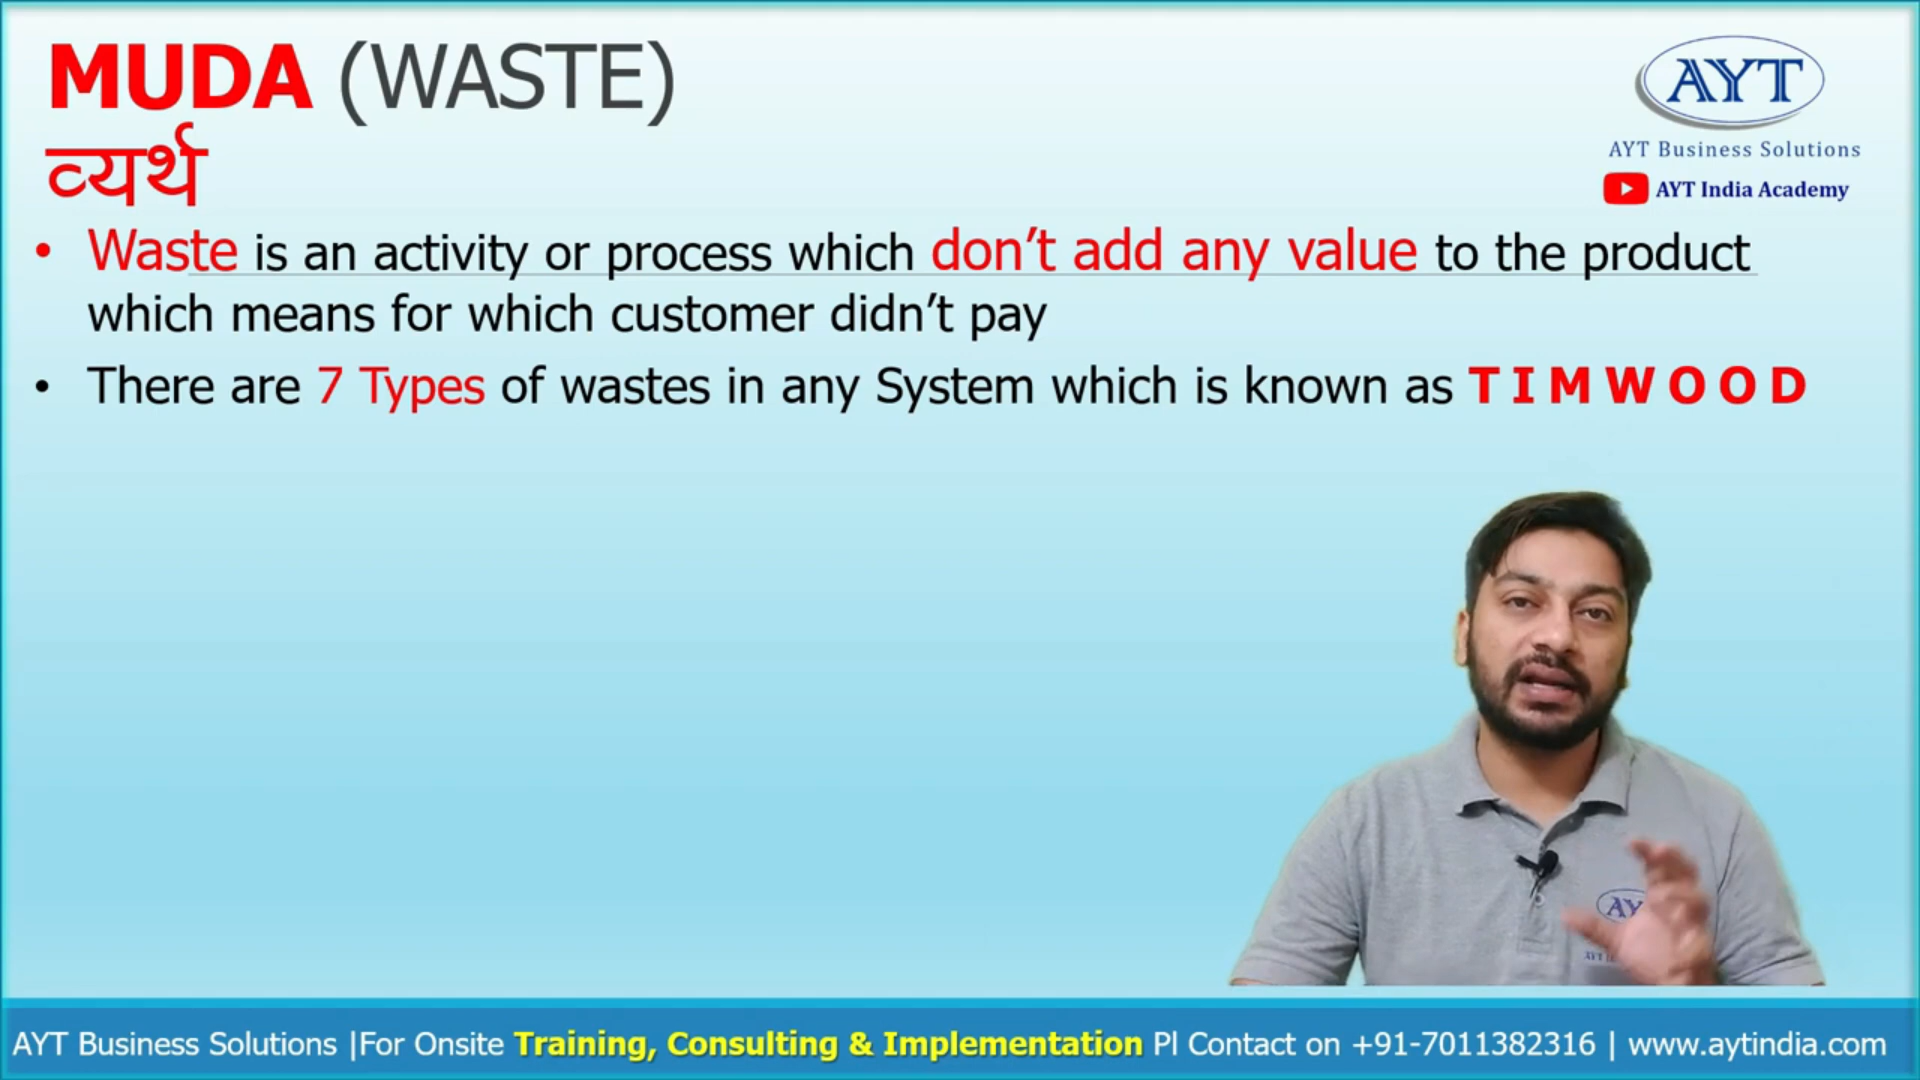 MUDA (WASTE)
व्यर्थ
AYT
AYT Business Solutions
AYT India Academy
• Waste is an activity or process which don't add any value to the product
which means for which customer didn't pay
• There are 7 Types of wastes in any System which is known as T I M W O O D
AY
AYT Business Solutions |For Onsite Training, Consulting & Implementation Pl Contact on +91-7011382316 | www.aytindia.com